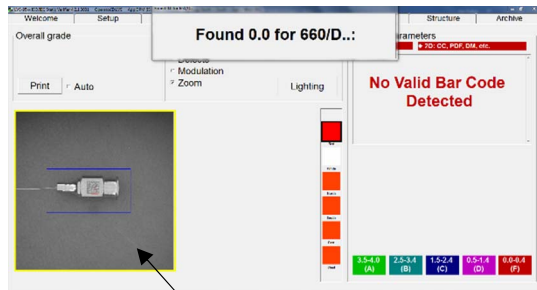 Welcome
Setup
Structure
Archive
Overall grade
Found 0.0 for 660/D..:
2D: CC, PDF, DM, etc.
Modulation
Zoom
Print
Auto
Lighting
No Valid Bar Code
Detected
3.5-4.0
(A)
2.5-3.4
(B)
1.5-2.4
(C)
0.5-1.4
(D)
0.0-0.4
(F)